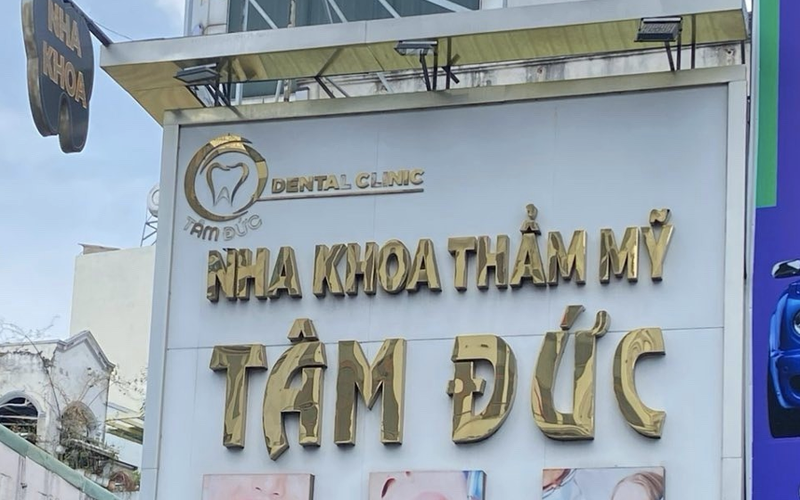 NHA
KHOA
DENTAL CLINIC
TÂM ĐỨC
NHA KHOA THẨM MỸ
TÂM ĐỨC